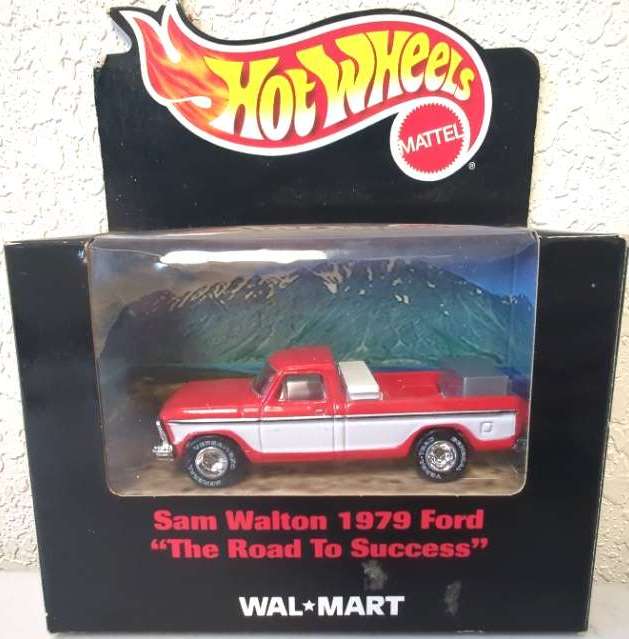 Hot Wheels
MATTEL
®
Sam Walton 1979 Ford
“The Road To Success”
WAL★MART